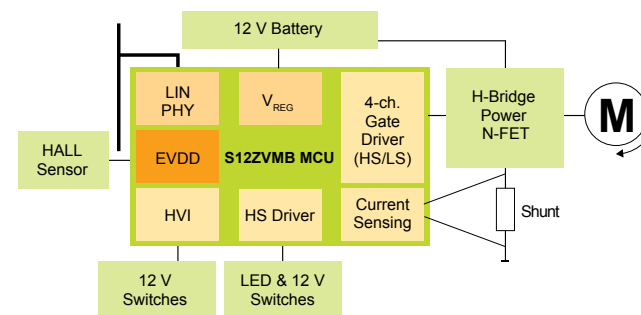 12 V Battery
LIN
PHY
VREG
4-ch.
Gate
Driver
(HS/LS)
H-Bridge
Power
N-FET
M
HALL
Sensor
EVDD
S12ZVMB MCU
HVI
HS Driver
Current
Sensing
Shunt
12 V
Switches
LED & 12 V
Switches